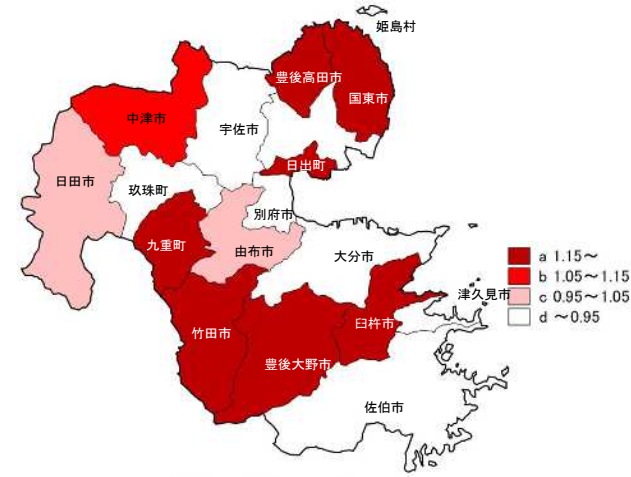 姫島村
豊後高田市
国東市
中津市
宇佐市
日出町
日田市
玖珠町
別府市
九重町
由布市
大分市
a 1.15～
b 1.05～1.15
c 0.95～1.05
d ～0.95
津久見市
臼杵市
竹田市
豊後大野市
佐伯市